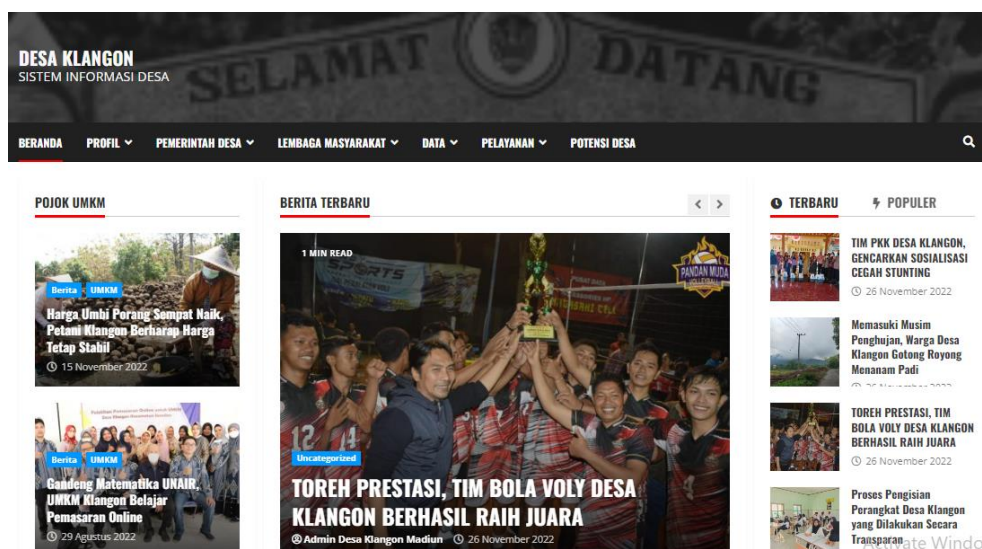 SELAMAT DATANG
DESA KLANGON
SISTEM INFORMASI DESA
BERANDA PROFIL PEMERINTAH DESA LEMBAGA MASYARAKAT DATA PELAYANAN POTENSI DESA
POJOK UMKM
Berita UMKM
Harga Umbi Porang Sempat Naik,
Petani Klangon Berharap Harga
Tetap Stabil
15 November 2022
Berita UMKM
Gandeng Matematika UNAIR,
UMKM Klangon Belajar
Pemasaran Online
29 Agustus 2022
BERITA TERBARU
1 MIN READ
SPORTS
PANDAN MUDA
12
Uncategorized
TOREH PRESTASI, TIM BOLA VOLY DESA
KLANGON BERHASIL RAIH JUARA
Admin Desa Klangon Madiun 26 November 2022
TERBARU POPULER
TIM PKK DESA KLANGON,
GENCARKAN SOSIALISASI
CEGAH STUNTING
26 November 2022
Memasuki Musim
Penghujan, Warga Desa
Klangon Gotong Royong
Menanam Padi
26 November 2022
TOREH PRESTASI, TIM
BOLA VOLY DESA KLANGON
BERHASIL RAIH JUARA
26 November 2022
Proses Pengisian
Perangkat Desa Klangon
yang Dilakukan Secara
Transparan